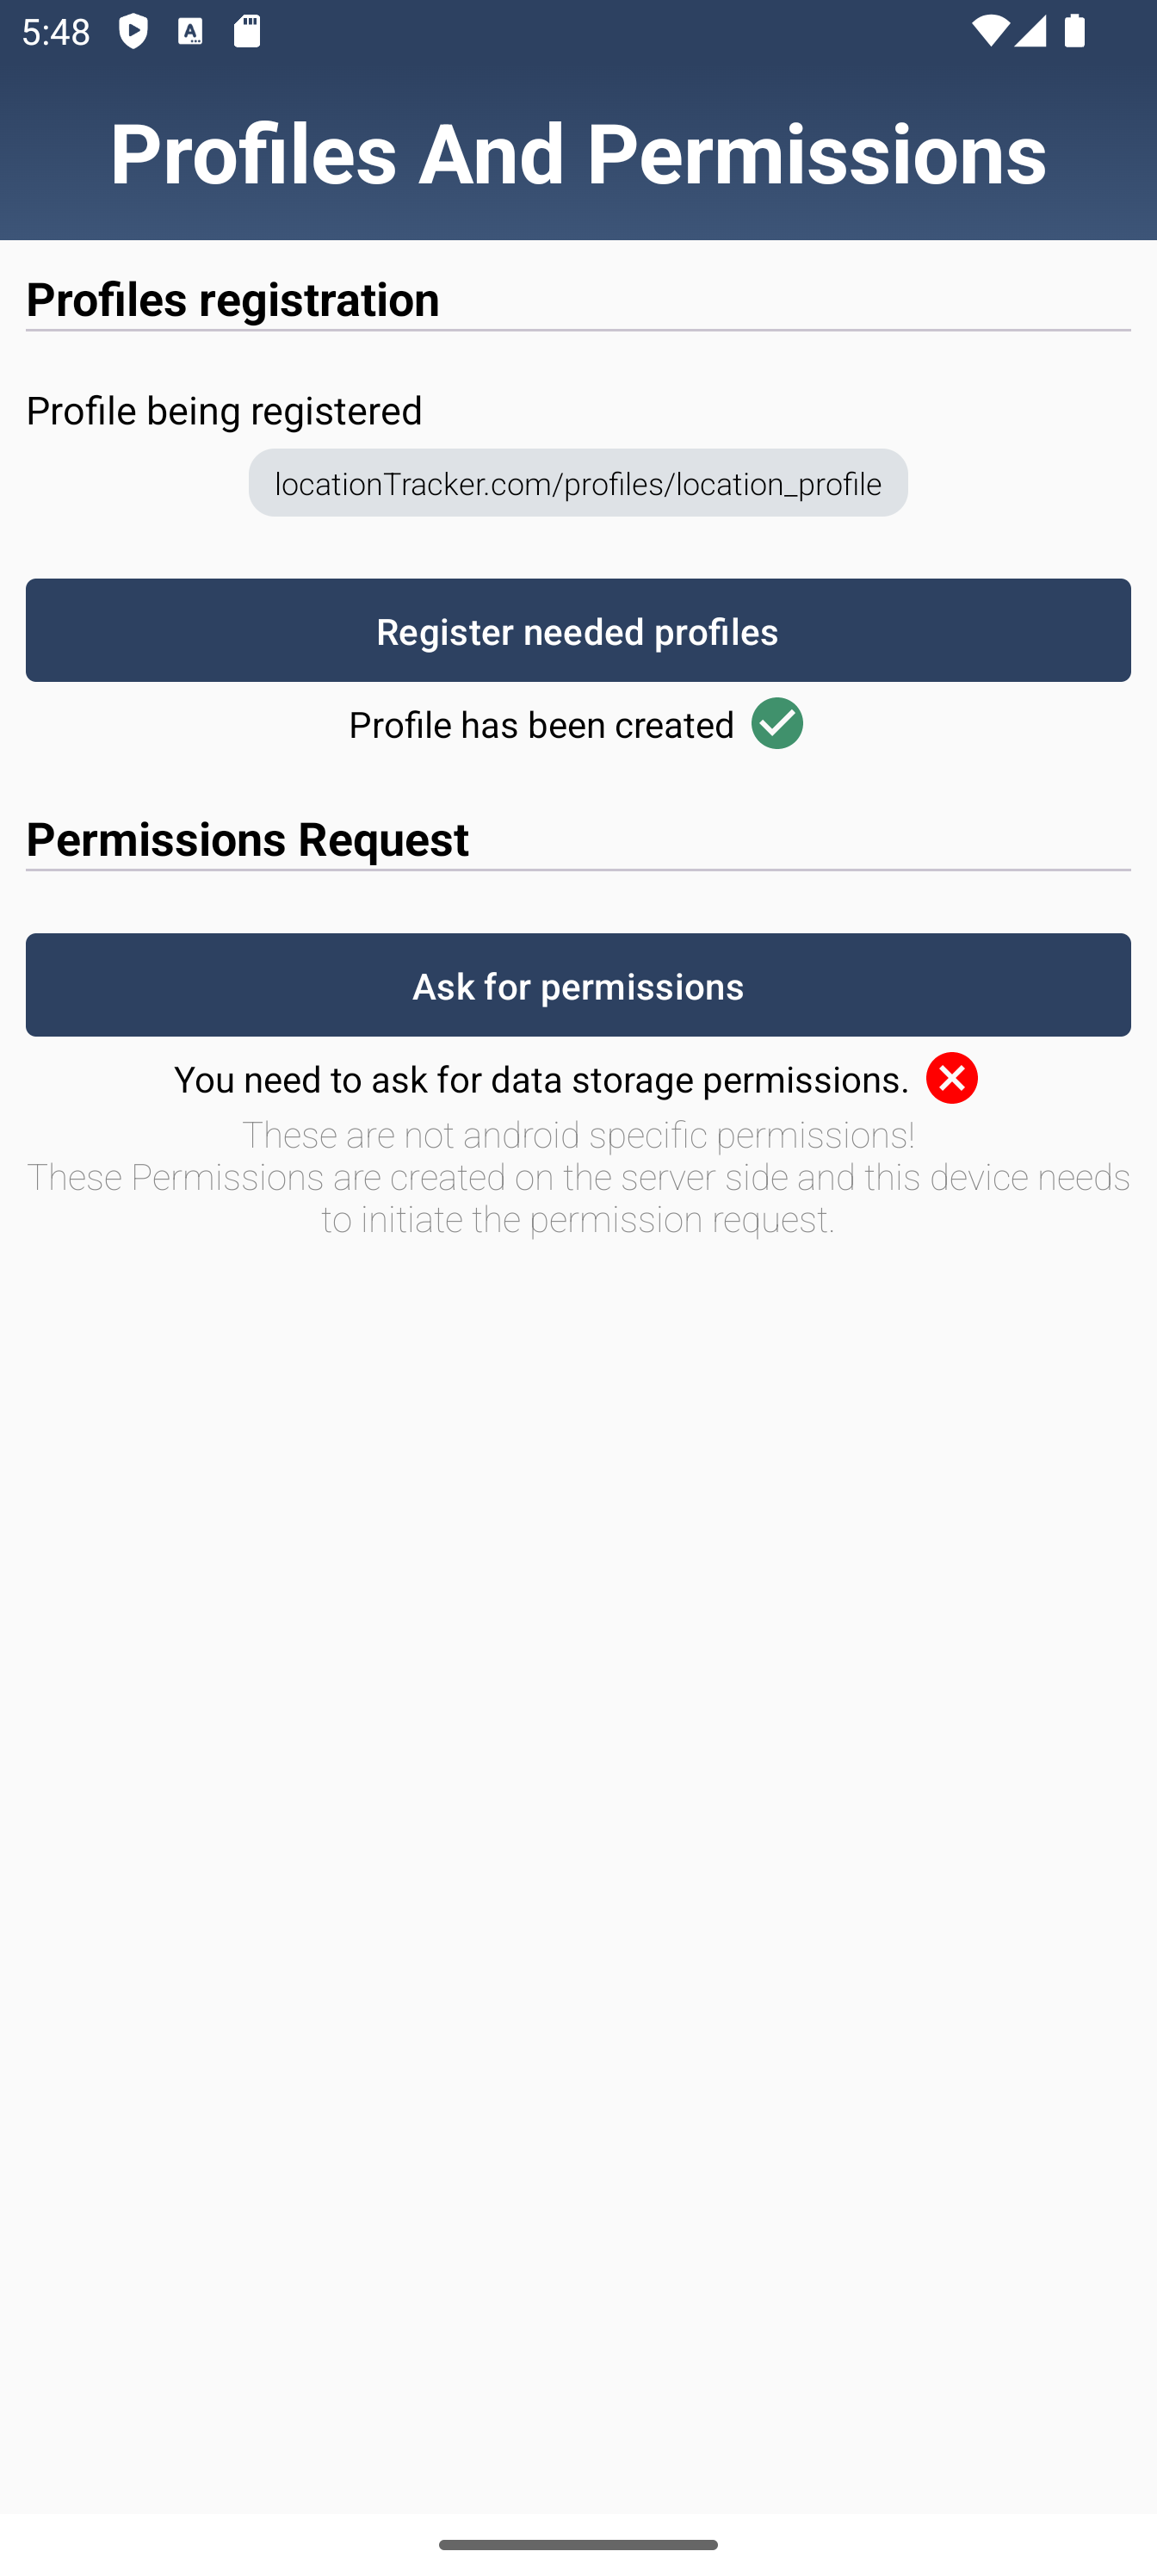 5:48
Profiles And Permissions
Profiles registration
Profile being registered
locationTracker.com/profiles/location_profile
Register needed profiles
Profile has been created
Permissions Request
Ask for permissions
You need to ask for data storage permissions.
These are not android specific permissions!
These Permissions are created on the server side and this device needs
to initiate the permission request.